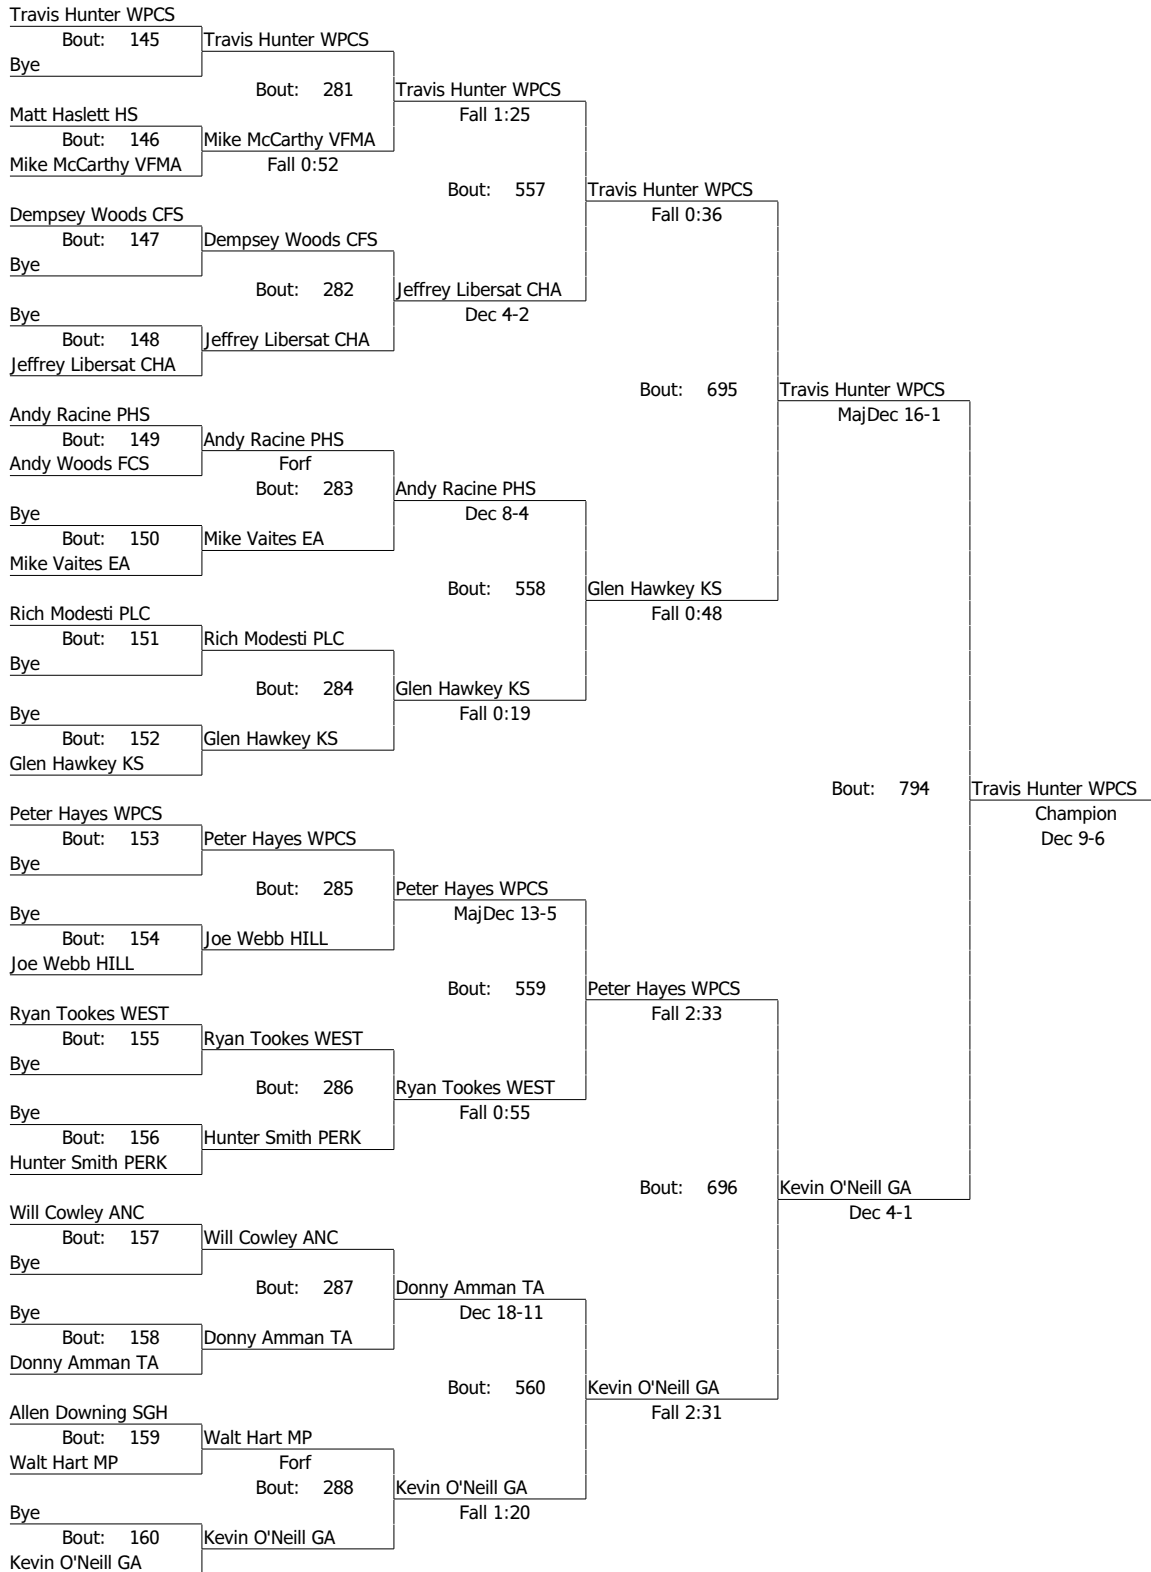 Travis Hunter WPCS
Bout: 145 Travis Hunter WPCS
Bye
Bout: 281 Travis Hunter WPCS
Matt Haslett HS Fall 1:25
Bout: 146 Mike McCarthy VFMA
Mike McCarthy VFMA Fall 0:52
Bout: 557 Travis Hunter WPCS
Dempsey Woods CFS Fall 0:36
Bout: 147 Dempsey Woods CFS
Bye
Bout: 282 Jeffrey Libersat CHA
Bye Dec 4-2
Bout: 148 Jeffrey Libersat CHA
Jeffrey Libersat CHA
Bout: 695 Travis Hunter WPCS
Andy Racine PHS MajDec 16-1
Bout: 149 Andy Racine PHS
Andy Woods FCS Forf
Bout: 283 Andy Racine PHS
Bye Dec 8-4
Bout: 150 Mike Vaites EA
Mike Vaites EA
Bout: 558 Glen Hawkey KS
Rich Modesti PLC Fall 0:48
Bout: 151 Rich Modesti PLC
Bye
Bout: 284 Glen Hawkey KS
Bye Fall 0:19
Bout: 152 Glen Hawkey KS
Glen Hawkey KS
Bout: 794 Travis Hunter WPCS
Peter Hayes WPCS Champion
Bout: 153 Peter Hayes WPCS Dec 9-6
Bye
Bout: 285 Peter Hayes WPCS
Bye MajDec 13-5
Bout: 154 Joe Webb HILL
Joe Webb HILL
Bout: 559 Peter Hayes WPCS
Ryan Tookes WEST Fall 2:33
Bout: 155 Ryan Tookes WEST
Bye
Bout: 286 Ryan Tookes WEST
Bye Fall 0:55
Bout: 156 Hunter Smith PERK
Hunter Smith PERK
Bout: 696 Kevin O'Neill GA
Will Cowley ANC Dec 4-1
Bout: 157 Will Cowley ANC
Bye
Bout: 287 Donny Amman TA
Bye Dec 18-11
Bout: 158 Donny Amman TA
Donny Amman TA
Bout: 560 Kevin O'Neill GA
Allen Downing SGH Fall 2:31
Bout: 159 Walt Hart MP
Walt Hart MP Forf
Bout: 288 Kevin O'Neill GA
Bye Fall 1:20
Bout: 160 Kevin O'Neill GA
Kevin O'Neill GA